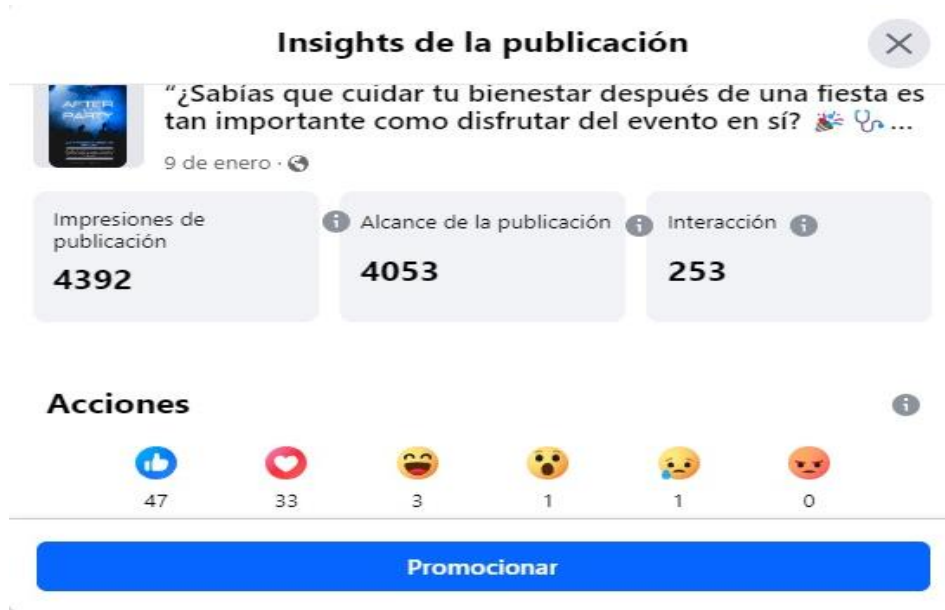 Insights de la publicación
AFTER
PARTY
"¿Sabías que cuidar tu bienestar después de una fiesta es
tan importante como disfrutar del evento en sí? 🎉 🩺 ...
9 de enero ·
Impresiones de
publicación
4392
Alcance de la publicación
4053
Interacción
253
Acciones
47 33 3 1 1 0
Promocionar